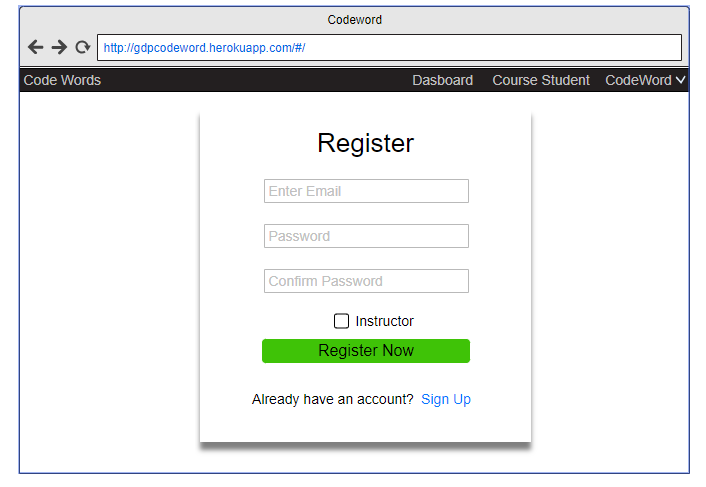 Codeword
http://gdpcodeword.herokuapp.com/#/
Code Words Dasboard Course Student CodeWord
Register
Enter Email
Password
Confirm Password
Instructor
Register Now
Already have an account? Sign Up